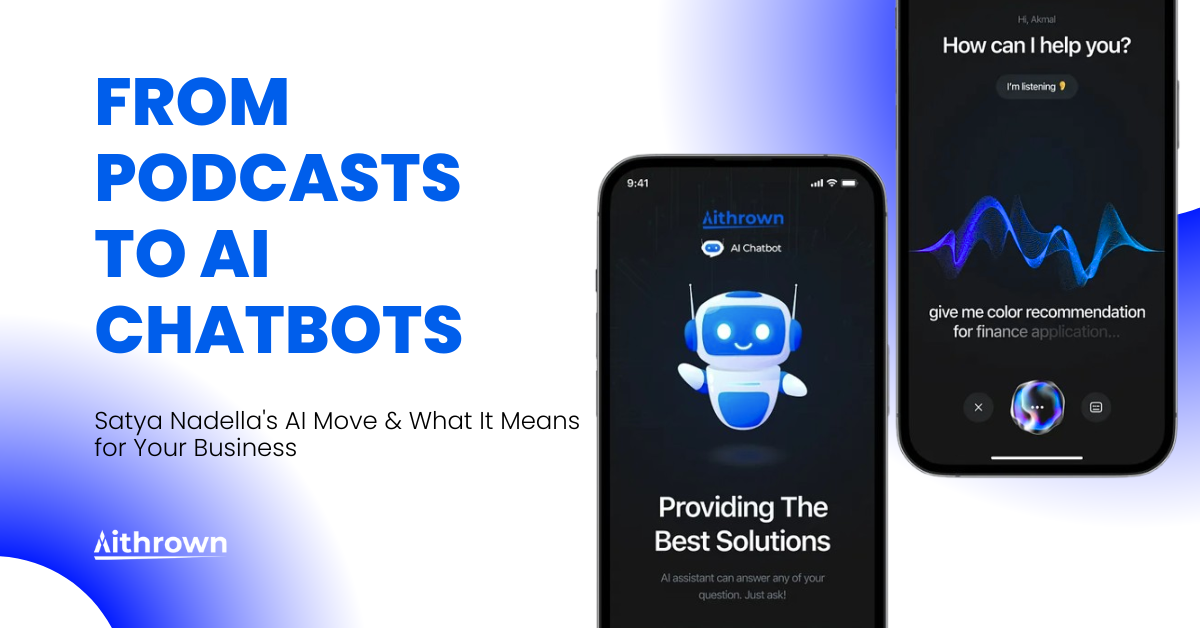 FROM
PODCASTS
TO AI
CHATBOTS
Satya Nadella's AI Move & What It Means
for Your Business
Aithrown
9:41
Aithrown
AI Chatbot
Providing The
Best Solutions
AI assistant can answer any of your
question. Just ask!
Hi, Akmal
How can I help you?
I'm listening 👂
give me color recommendation
for finance application...